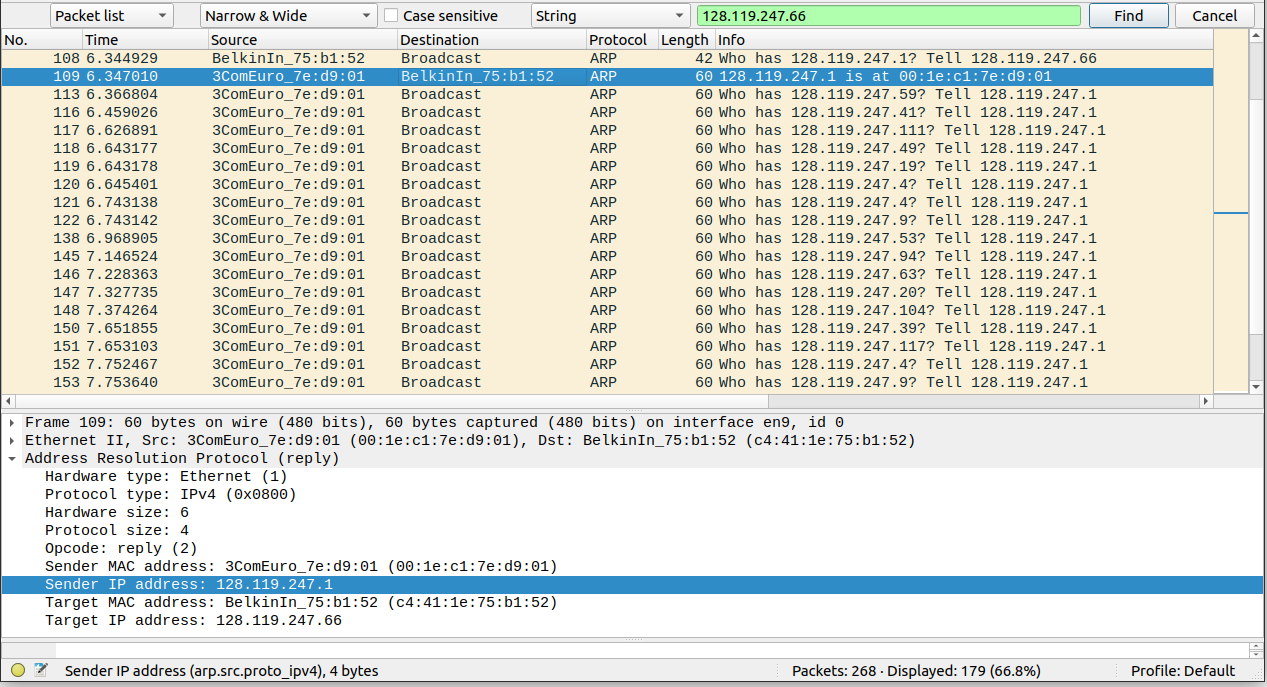 Packet list Narrow & Wide Case sensitive String 128.119.247.66 Find Cancel
No. Time Source Destination Protocol Length Info
108 6.344929 BelkinIn_75:b1:52 Broadcast ARP 42 Who has 128.119.247.1? Tell 128.119.247.66
109 6.347010 3ComEuro_7e:d9:01 BelkinIn_75:b1:52 ARP 60 128.119.247.1 is at 00:1e:c1:7e:d9:01
113 6.366804 3ComEuro_7e:d9:01 Broadcast ARP 60 Who has 128.119.247.59? Tell 128.119.247.1
116 6.459026 3ComEuro_7e:d9:01 Broadcast ARP 60 Who has 128.119.247.41? Tell 128.119.247.1
117 6.626891 3ComEuro_7e:d9:01 Broadcast ARP 60 Who has 128.119.247.111? Tell 128.119.247.1
118 6.643177 3ComEuro_7e:d9:01 Broadcast ARP 60 Who has 128.119.247.49? Tell 128.119.247.1
119 6.643178 3ComEuro_7e:d9:01 Broadcast ARP 60 Who has 128.119.247.19? Tell 128.119.247.1
120 6.645401 3ComEuro_7e:d9:01 Broadcast ARP 60 Who has 128.119.247.4? Tell 128.119.247.1
121 6.743138 3ComEuro_7e:d9:01 Broadcast ARP 60 Who has 128.119.247.4? Tell 128.119.247.1
122 6.743142 3ComEuro_7e:d9:01 Broadcast ARP 60 Who has 128.119.247.9? Tell 128.119.247.1
138 6.968905 3ComEuro_7e:d9:01 Broadcast ARP 60 Who has 128.119.247.53? Tell 128.119.247.1
145 7.146524 3ComEuro_7e:d9:01 Broadcast ARP 60 Who has 128.119.247.94? Tell 128.119.247.1
146 7.228363 3ComEuro_7e:d9:01 Broadcast ARP 60 Who has 128.119.247.63? Tell 128.119.247.1
147 7.327735 3ComEuro_7e:d9:01 Broadcast ARP 60 Who has 128.119.247.20? Tell 128.119.247.1
148 7.374264 3ComEuro_7e:d9:01 Broadcast ARP 60 Who has 128.119.247.104? Tell 128.119.247.1
150 7.651855 3ComEuro_7e:d9:01 Broadcast ARP 60 Who has 128.119.247.39? Tell 128.119.247.1
151 7.653103 3ComEuro_7e:d9:01 Broadcast ARP 60 Who has 128.119.247.117? Tell 128.119.247.1
152 7.752467 3ComEuro_7e:d9:01 Broadcast ARP 60 Who has 128.119.247.4? Tell 128.119.247.1
153 7.753640 3ComEuro_7e:d9:01 Broadcast ARP 60 Who has 128.119.247.9? Tell 128.119.247.1
Frame 109: 60 bytes on wire (480 bits), 60 bytes captured (480 bits) on interface en9, id 0
Ethernet II, Src: 3ComEuro_7e:d9:01 (00:1e:c1:7e:d9:01), Dst: BelkinIn_75:b1:52 (c4:41:1e:75:b1:52)
Address Resolution Protocol (reply)
Hardware type: Ethernet (1)
Protocol type: IPv4 (0x0800)
Hardware size: 6
Protocol size: 4
Opcode: reply (2)
Sender MAC address: 3ComEuro_7e:d9:01 (00:1e:c1:7e:d9:01)
Sender IP address: 128.119.247.1
Target MAC address: BelkinIn_75:b1:52 (c4:41:1e:75:b1:52)
Target IP address: 128.119.247.66
Sender IP address (arp.src.proto_ipv4), 4 bytes Packets: 268 · Displayed: 179 (66.8%) Profile: Default